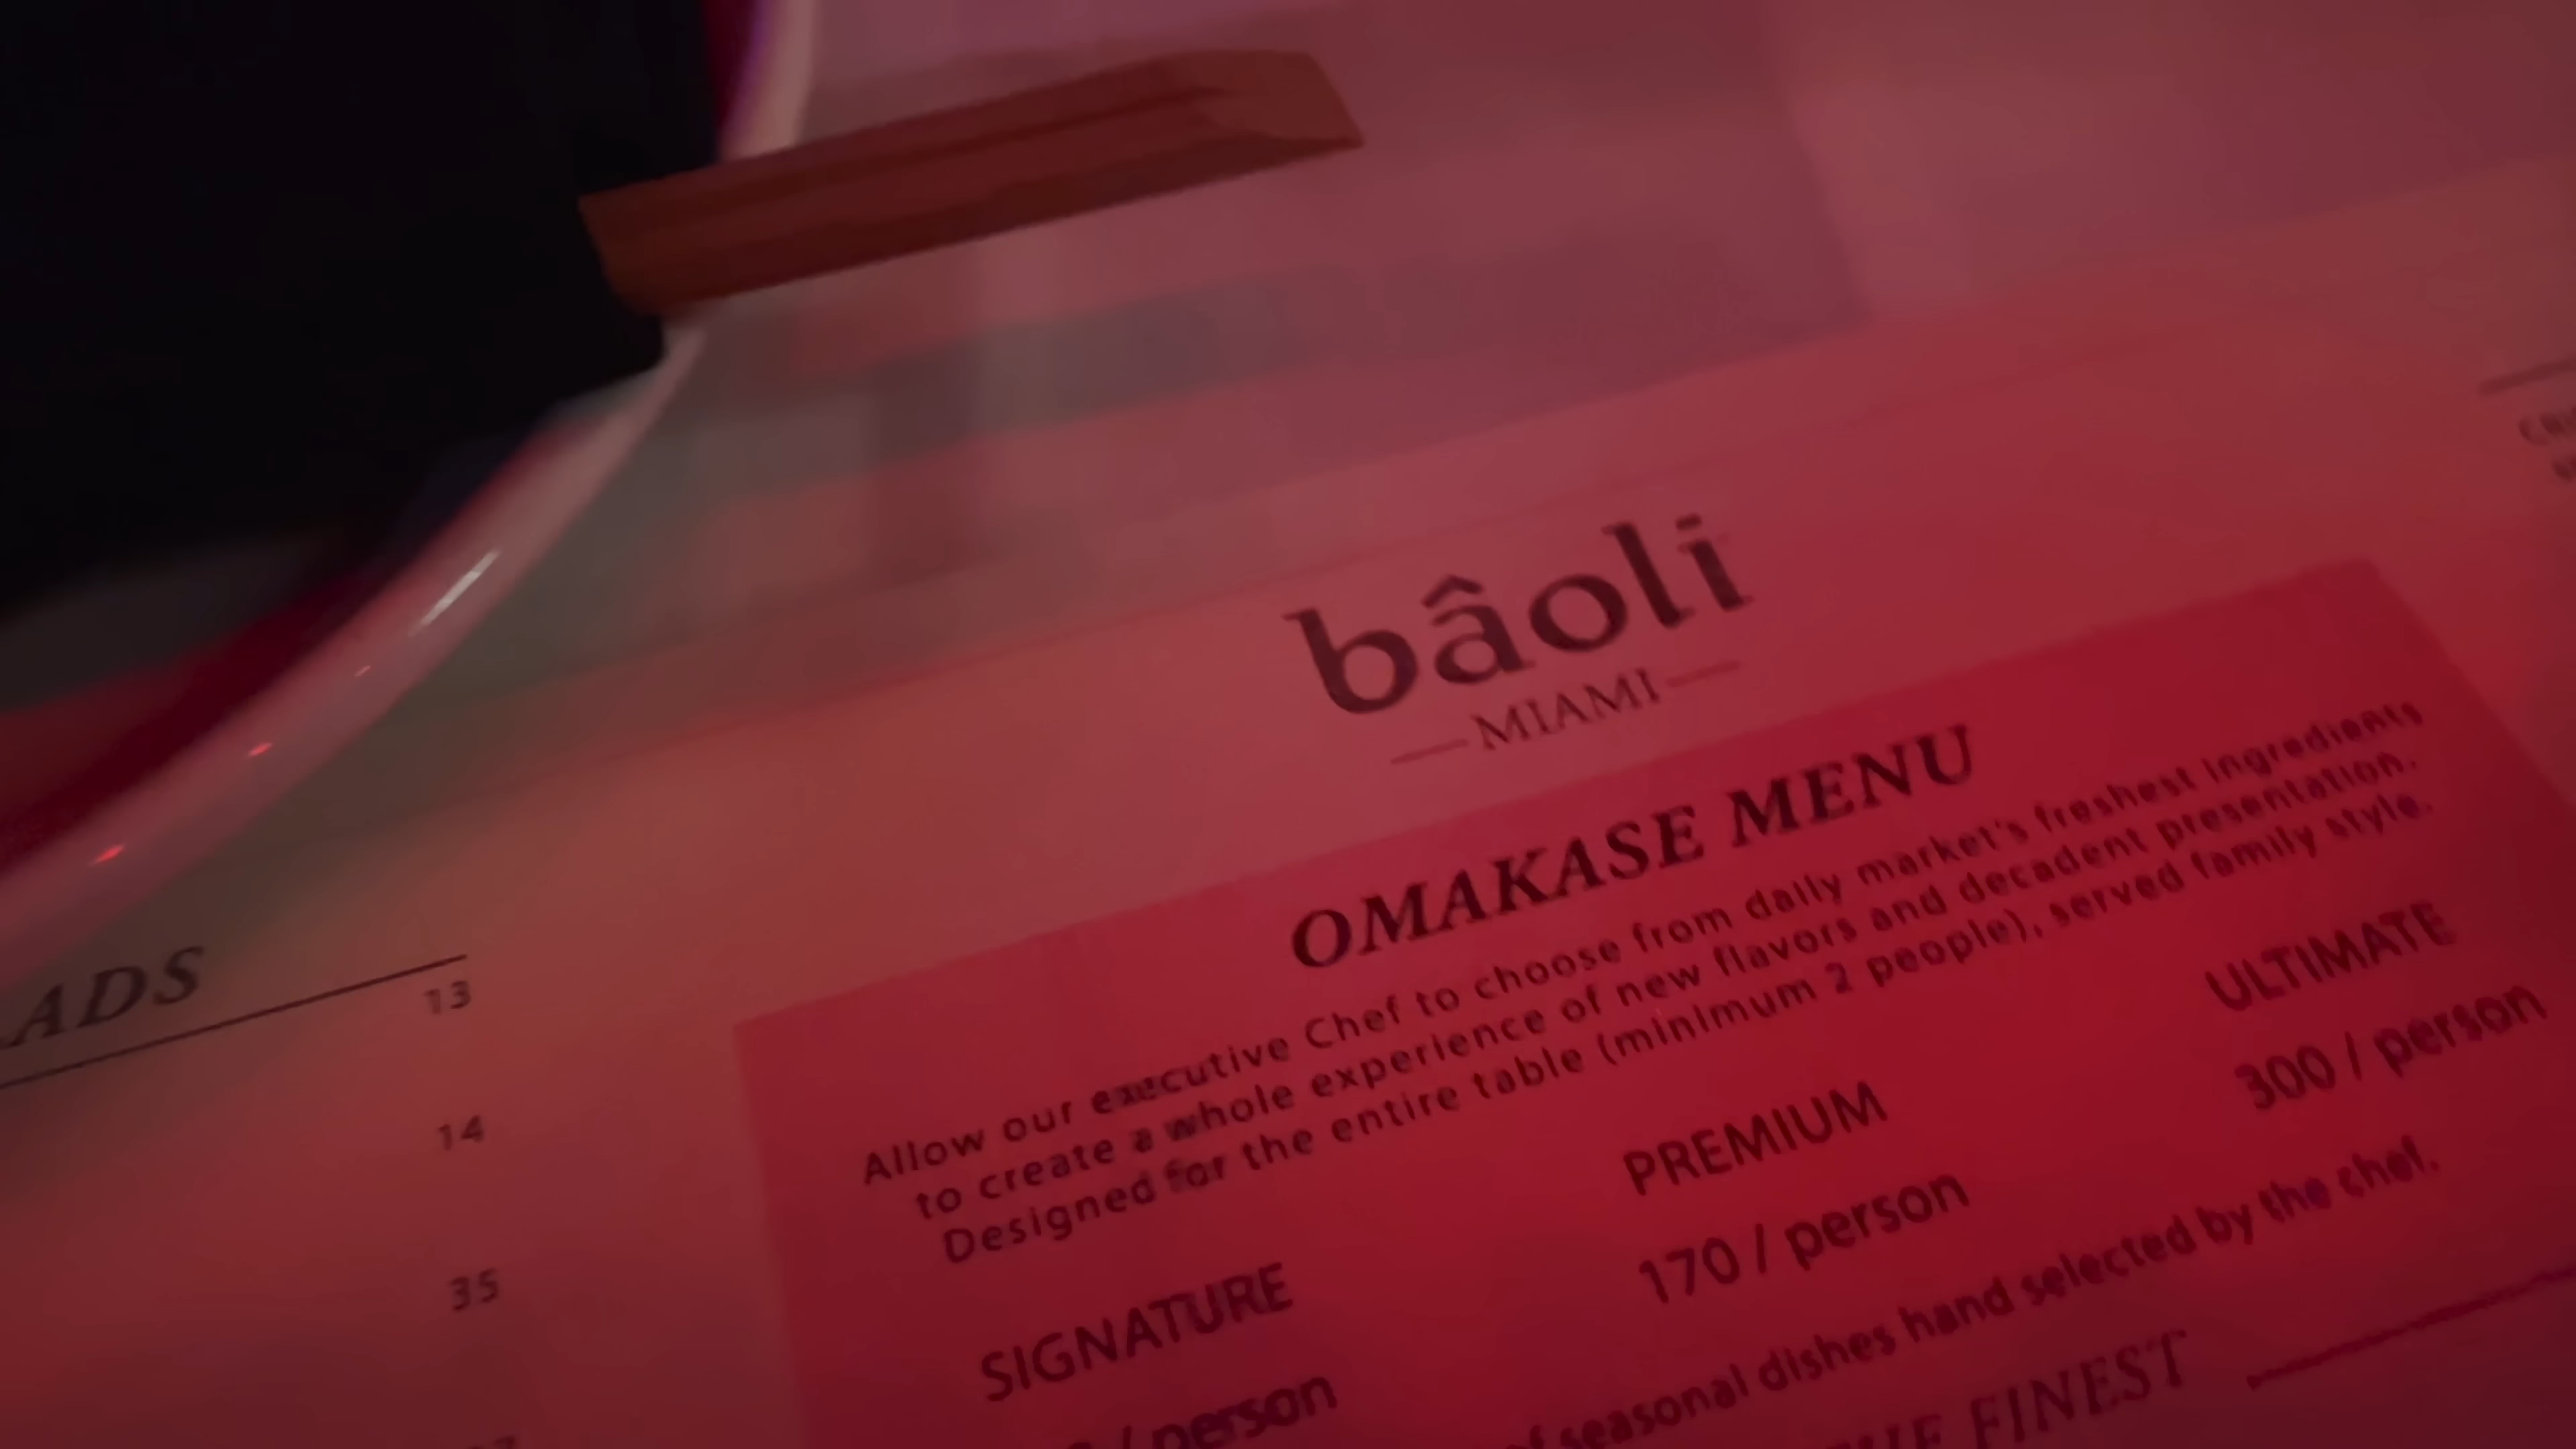 bâoli
MIAMI
OMAKASE MENU
Allow our executive Chef to choose from daily market's freshest ingredients
to create a whole experience of new flavors and decadent presentation.
Designed for the entire table (minimum 2 people), served family style.
SIGNATURE
/ person
PREMIUM
170 / person
ULTIMATE
300 / person
of seasonal dishes hand selected by the chef.
FINEST
ADS
13
14
35